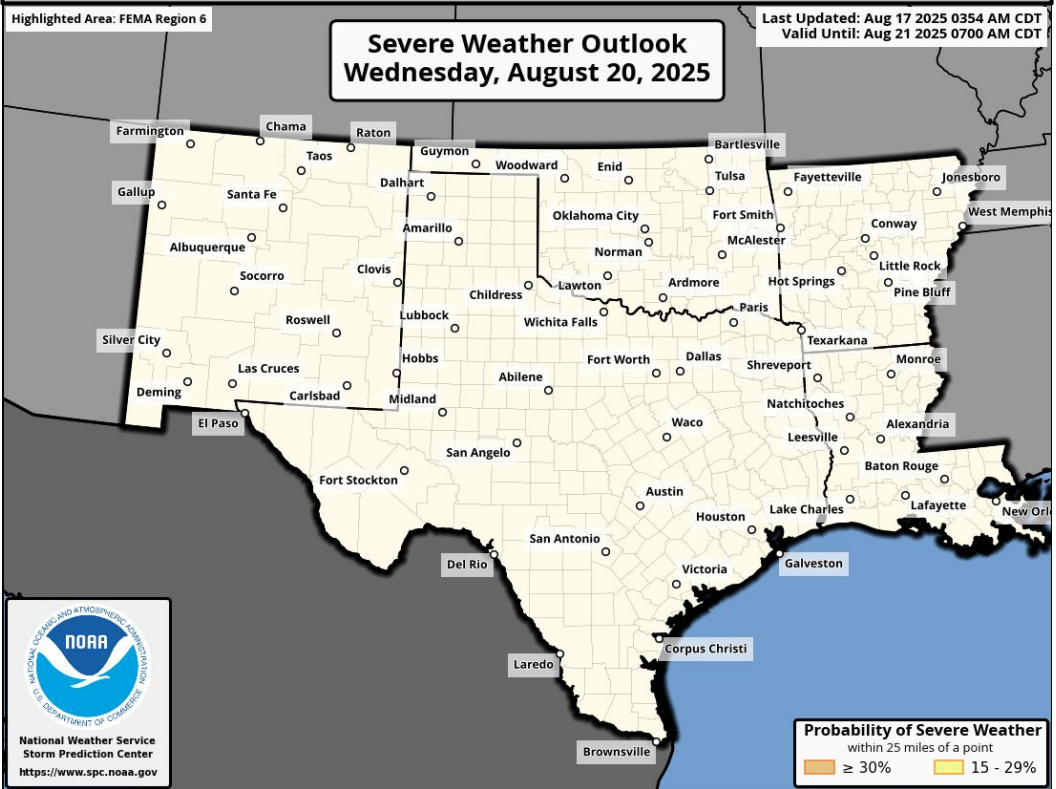 Highlighted Area: FEMA Region 6
Last Updated: Aug 17 2025 0354 AM CDT
Valid Until: Aug 21 2025 0700 AM CDT
Severe Weather Outlook
Wednesday, August 20, 2025
Farmington
Chama
Raton
Taos
Guymon
Woodward
Enid
Bartlesville
Tulsa
Fayetteville
Jonesboro
Gallup
Santa Fe
Dalhart
Oklahoma City
Fort Smith
West Memphis
Albuquerque
Amarillo
Norman
McAlester
Conway
Little Rock
Socorro
Clovis
Childress
Lawton
Ardmore
Hot Springs
Pine Bluff
Roswell
Lubbock
Wichita Falls
Paris
Texarkana
Silver City
Hobbs
Fort Worth
Dallas
Shreveport
Monroe
Deming
Las Cruces
Carlsbad
Midland
Abilene
Natchitoches
El Paso
Waco
Leesville
Alexandria
San Angelo
Fort Stockton
Baton Rouge
Austin
Houston
Lake Charles
Lafayette
New Orl
Del Rio
San Antonio
Galveston
Victoria
Laredo
Corpus Christi
Brownsville
NATIONAL OCEANIC AND ATMOSPHERIC ADMINISTRATION
NOAA
U.S. DEPARTMENT OF COMMERCE
National Weather Service
Storm Prediction Center
https://www.spc.noaa.gov
Probability of Severe Weather
within 25 miles of a point
≥ 30%
15 - 29%